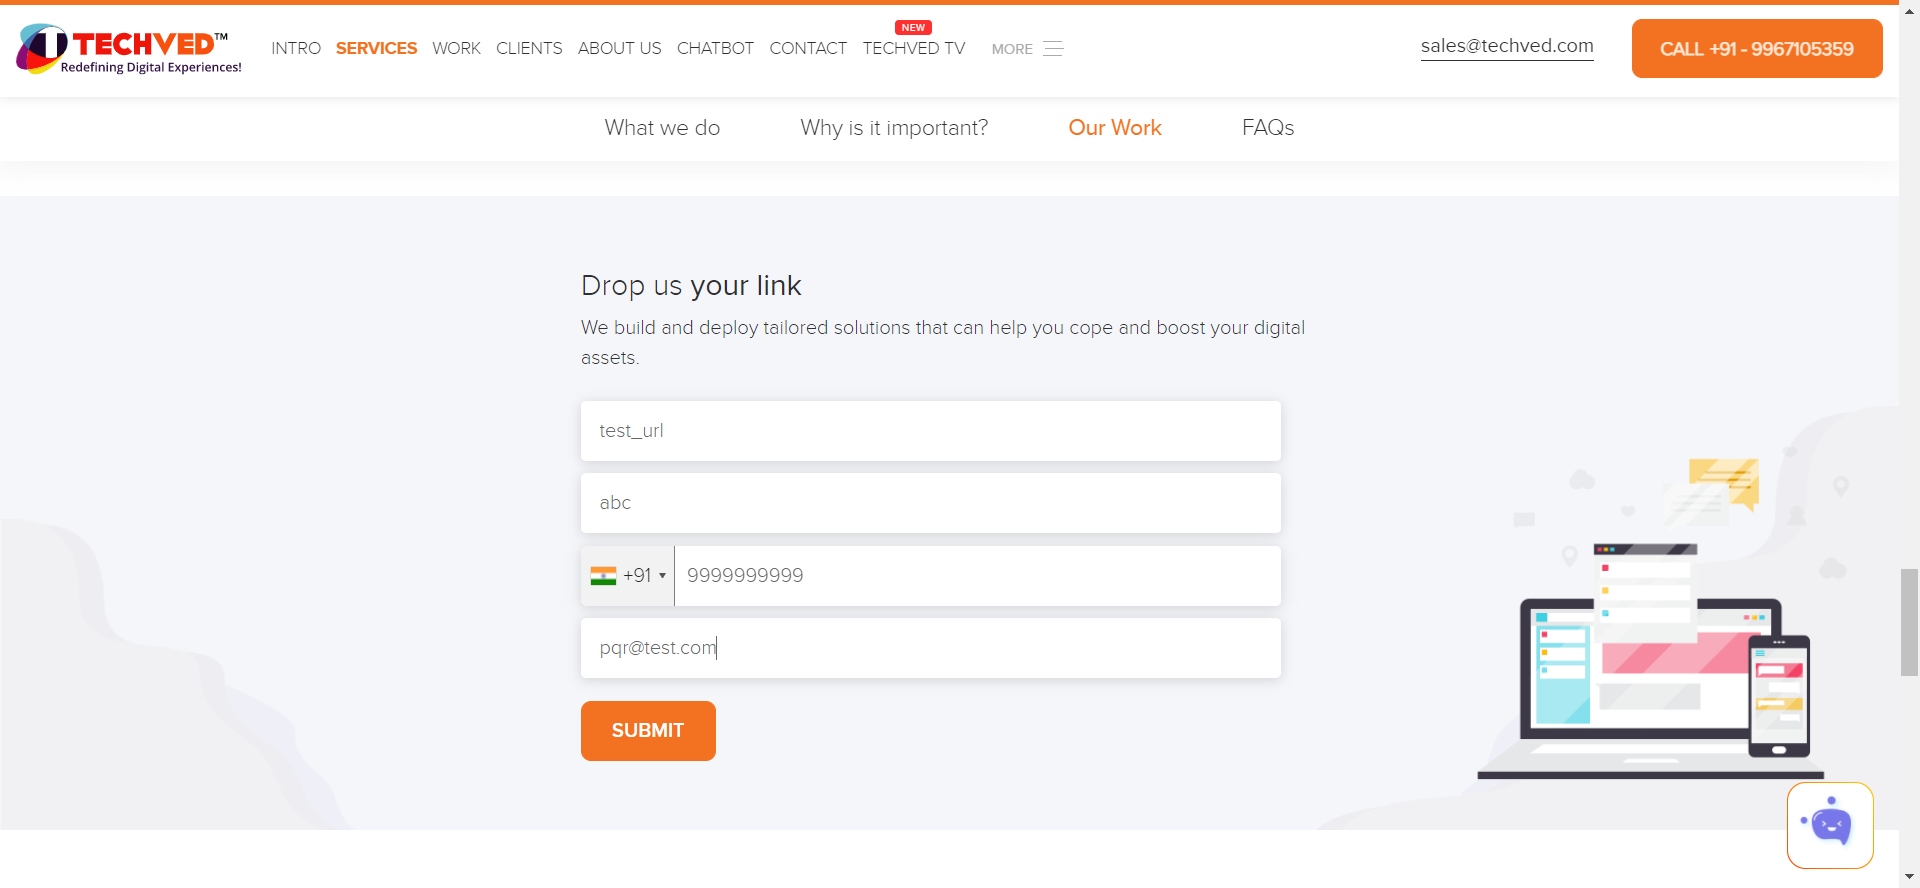 TECHVED™
Redefining Digital Experiences!
INTRO SERVICES WORK CLIENTS ABOUT US CHATBOT CONTACT TECHVED TV MORE
NEW
sales@techved.com
CALL +91 - 9967105359
What we do Why is it important? Our Work FAQs
Drop us your link
We build and deploy tailored solutions that can help you cope and boost your digital
assets.
test_url
abc
+91 9999999999
pqr@test.com
SUBMIT